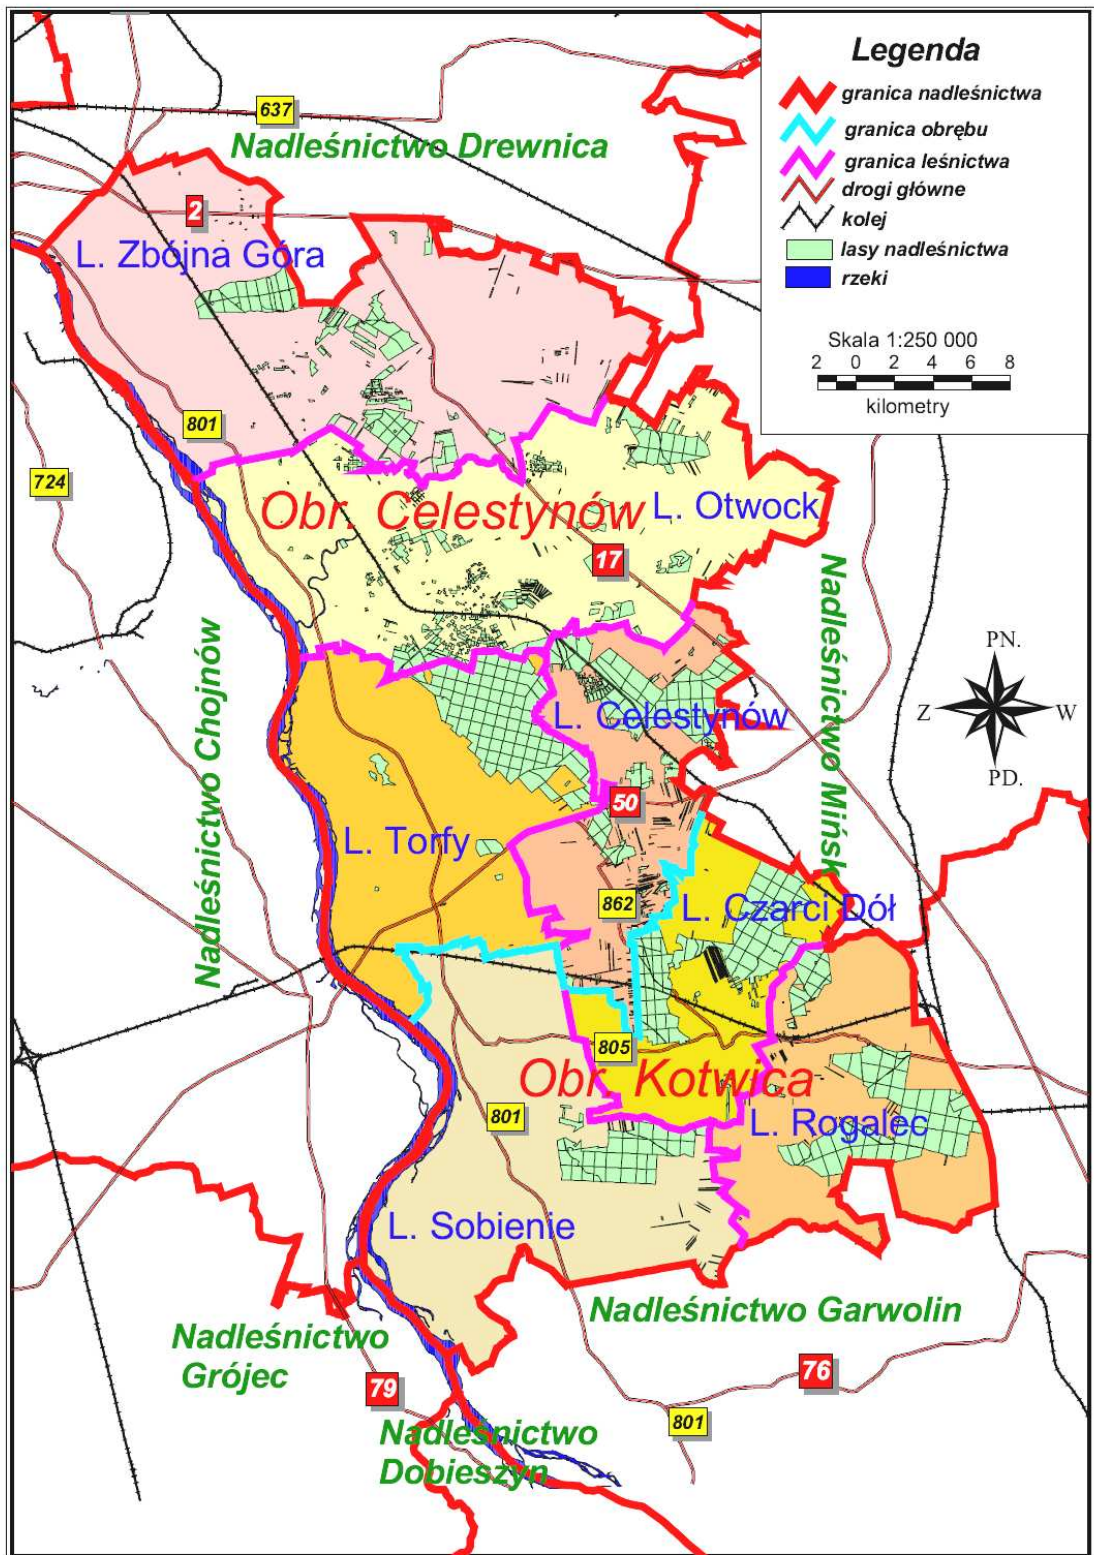 Legenda
granica nadleśnictwa
granica obrębu
granica leśnictwa
drogi główne
kolej
lasy nadleśnictwa
rzeki
Skala 1:250 000
2 0 2 4 6 8
kilometry
637
Nadleśnictwo Drewnica
2
L. Zbójna Góra
801
724
Obr. Celestynów
L. Otwock
17
Nadleśnictwo Chojnów
Nadleśnictwo Mińsk
PN.
Z
W
PD.
L. Celestynów
50
L. Torfy
862
L. Czarci Dół
805
Obr. Kotwica
801
L. Rogalec
L. Sobienie
Nadleśnictwo Garwolin
Nadleśnictwo
Grójec
79
76
801
Nadleśnictwo
Dobieszyn